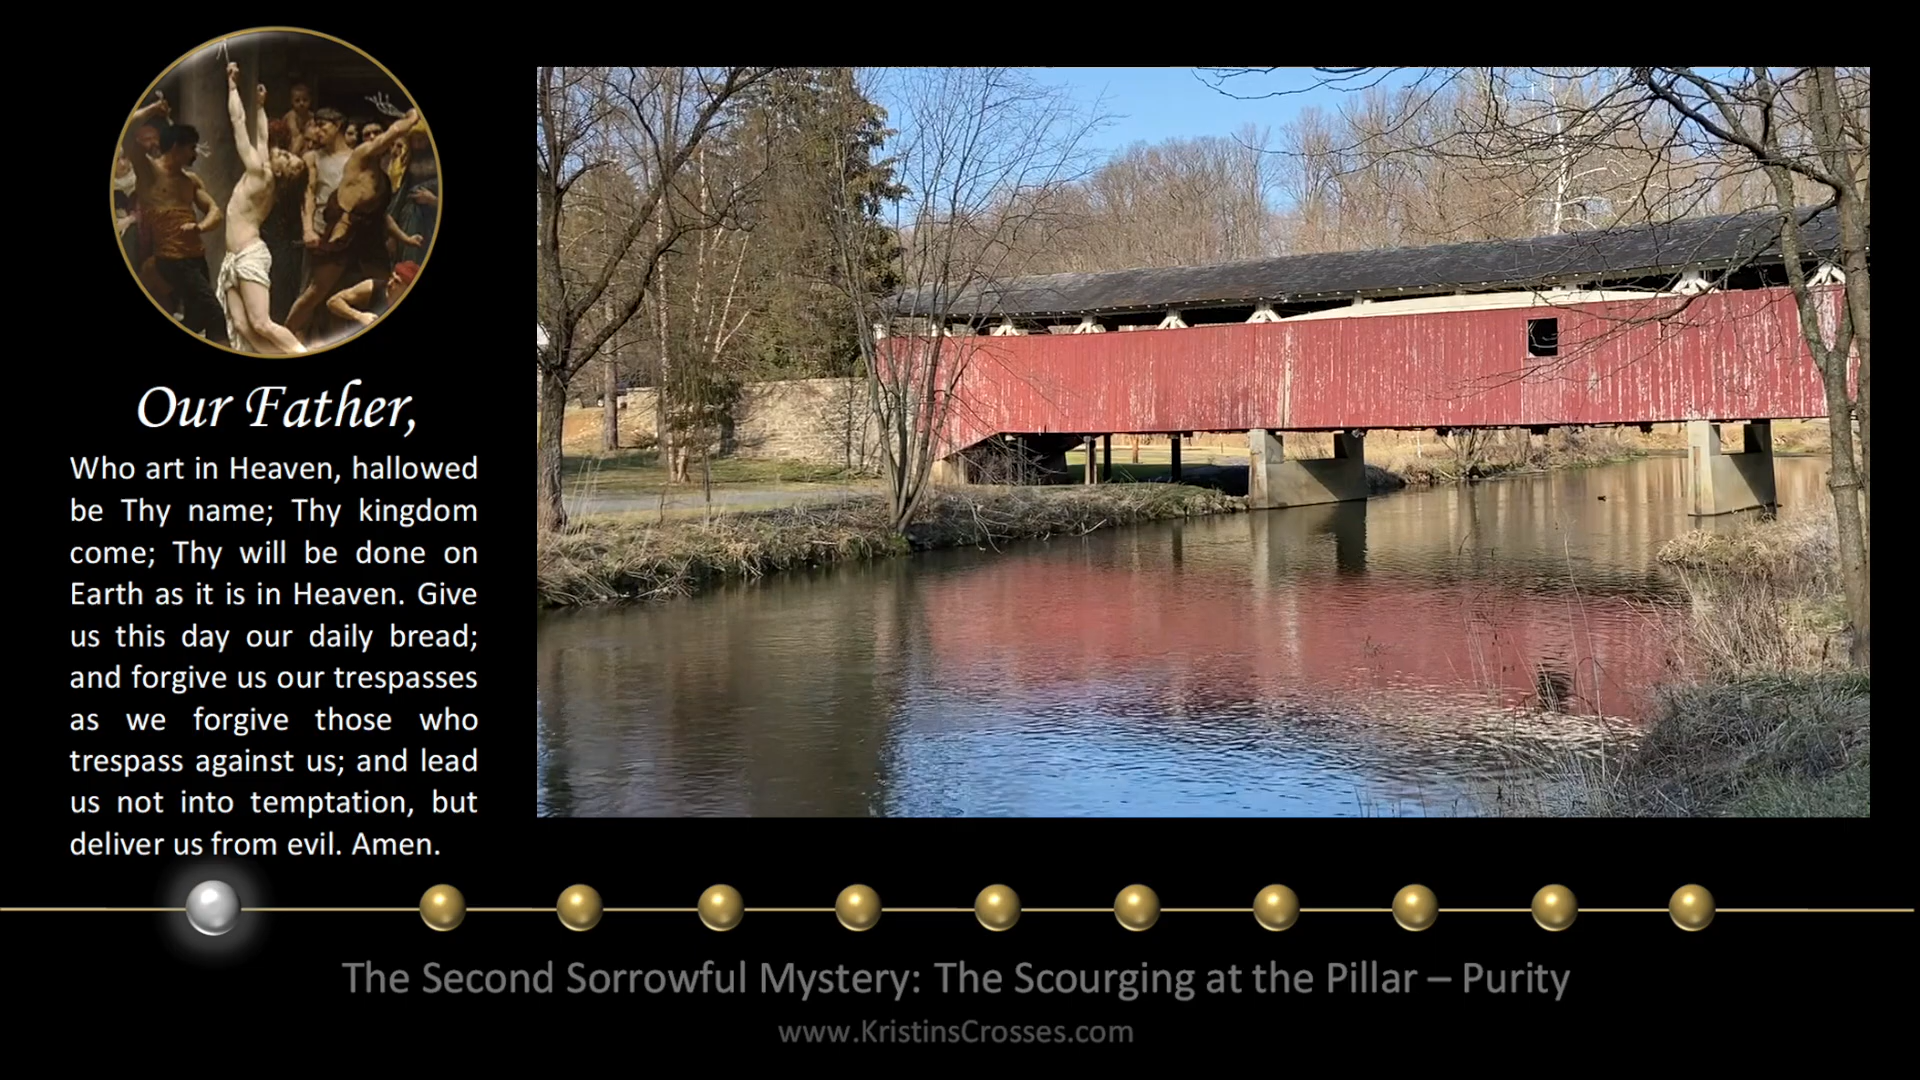 Our Father,
Who art in Heaven, hallowed
be Thy name; Thy kingdom
come; Thy will be done on
Earth as it is in Heaven. Give
us this day our daily bread;
and forgive us our trespasses
as we forgive those who
trespass against us; and lead
us not into temptation, but
deliver us from evil. Amen.
The Second Sorrowful Mystery: The Scourging at the Pillar – Purity
www.KristinsCrosses.com